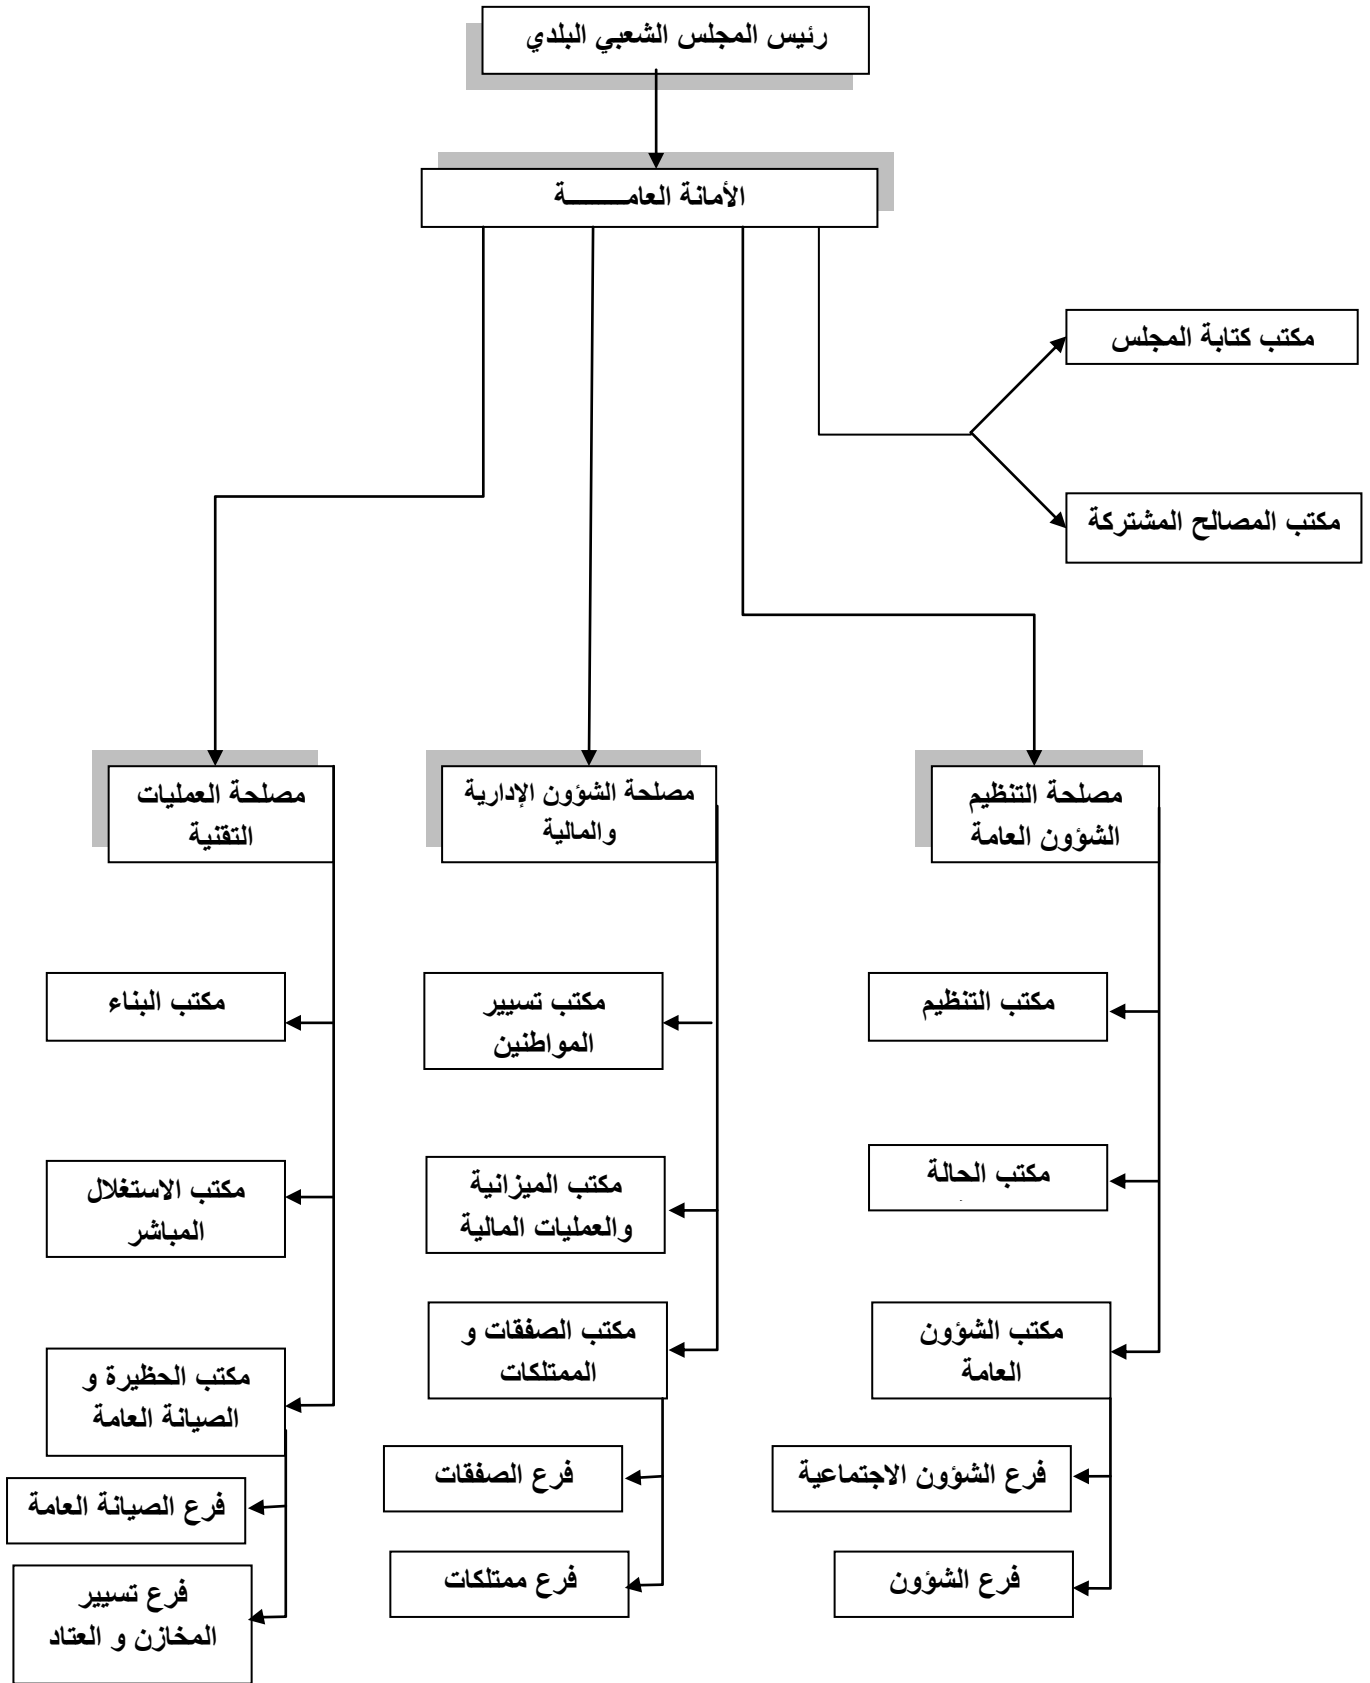 رئيس المجلس الشعبي البلدي
الأمانة العامـــــــة
مكتب كتابة المجلس
مكتب المصالح المشتركة
مصلحة التنظيم
الشؤون العامة
مصلحة الشؤون الإدارية
والمالية
مصلحة العمليات
التقنية
مكتب التنظيم
مكتب تسيير
المواطنين
مكتب البناء
مكتب الحالة
مكتب الميزانية
والعمليات المالية
مكتب الاستغلال
المباشر
مكتب الشؤون
العامة
مكتب الصفقات و
الممتلكات
مكتب الحظيرة و
الصيانة العامة
فرع الشؤون الاجتماعية
فرع الصفقات
فرع الصيانة العامة
فرع الشؤون
فرع ممتلكات
فرع تسيير
المخازن و العتاد